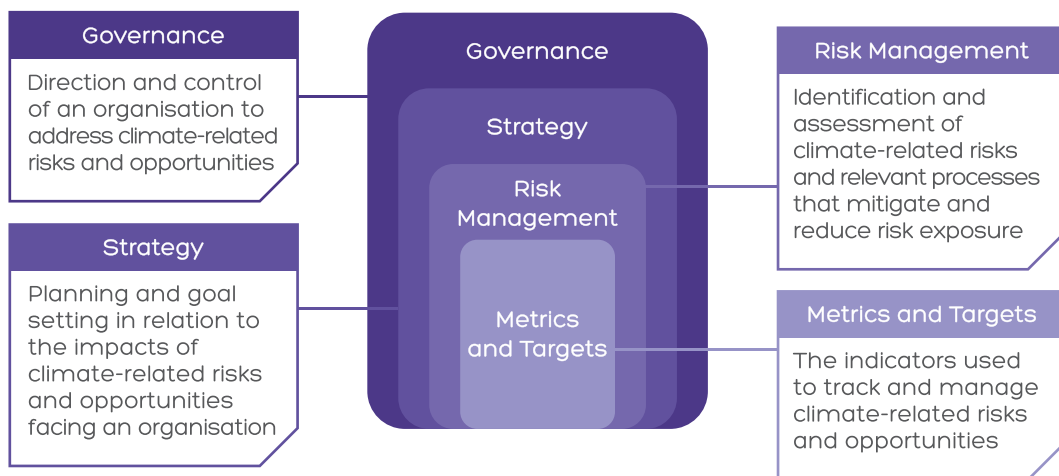 Governance
Direction and control
of an organisation to
address climate-related
risks and opportunities
Strategy
Planning and goal
setting in relation to
the impacts of
climate-related risks
and opportunities
facing an organisation
Governance
Strategy
Risk
Management
Metrics
and Targets
Risk Management
Identification and
assessment of
climate-related risks
and relevant processes
that mitigate and
reduce risk exposure
Metrics and Targets
The indicators used
to track and manage
climate-related risks
and opportunities